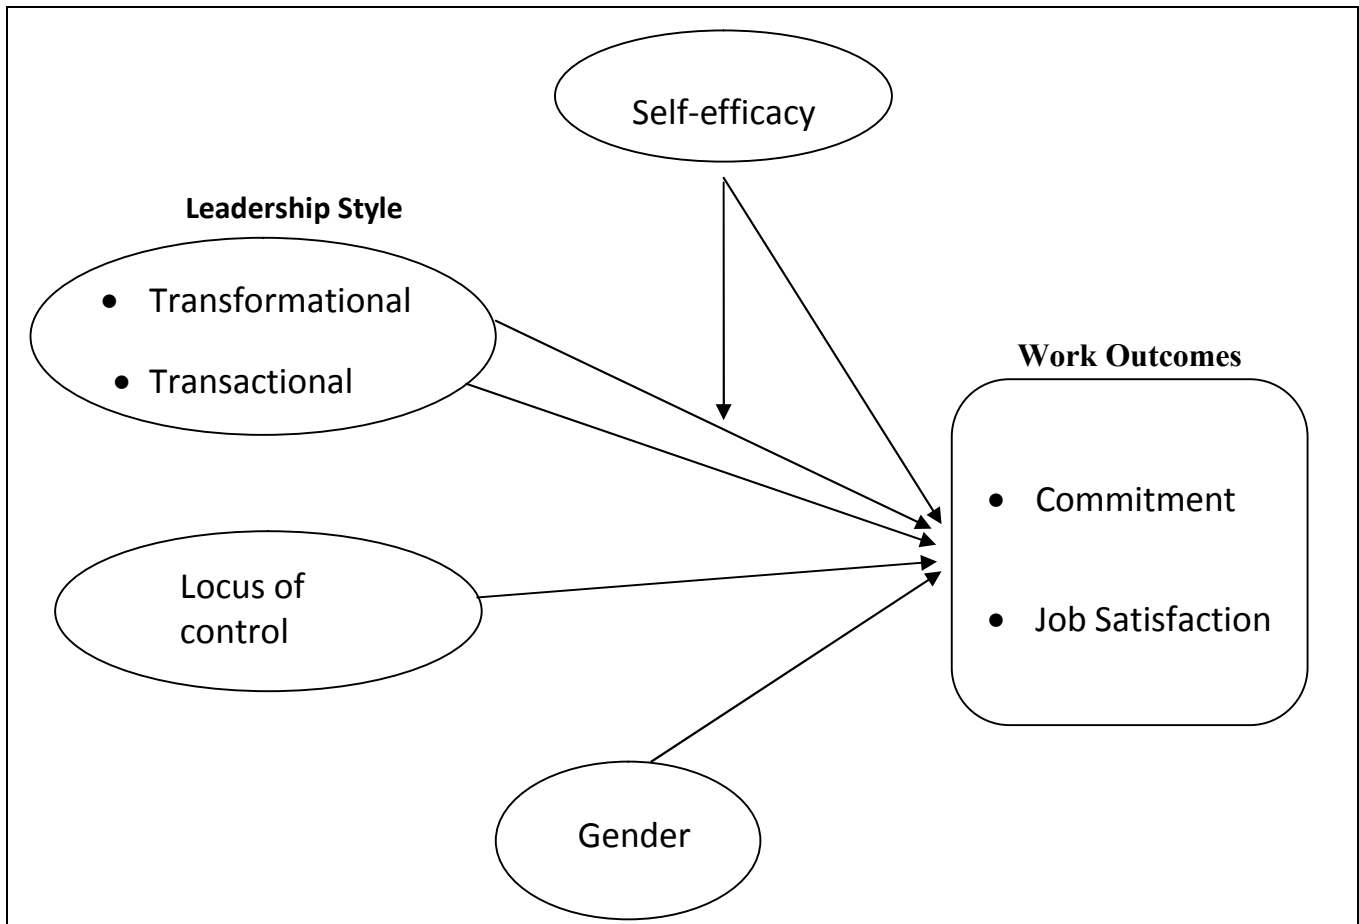 Self-efficacy
Leadership Style
• Transformational
• Transactional
Work Outcomes
• Commitment
• Job Satisfaction
Locus of
control
Gender